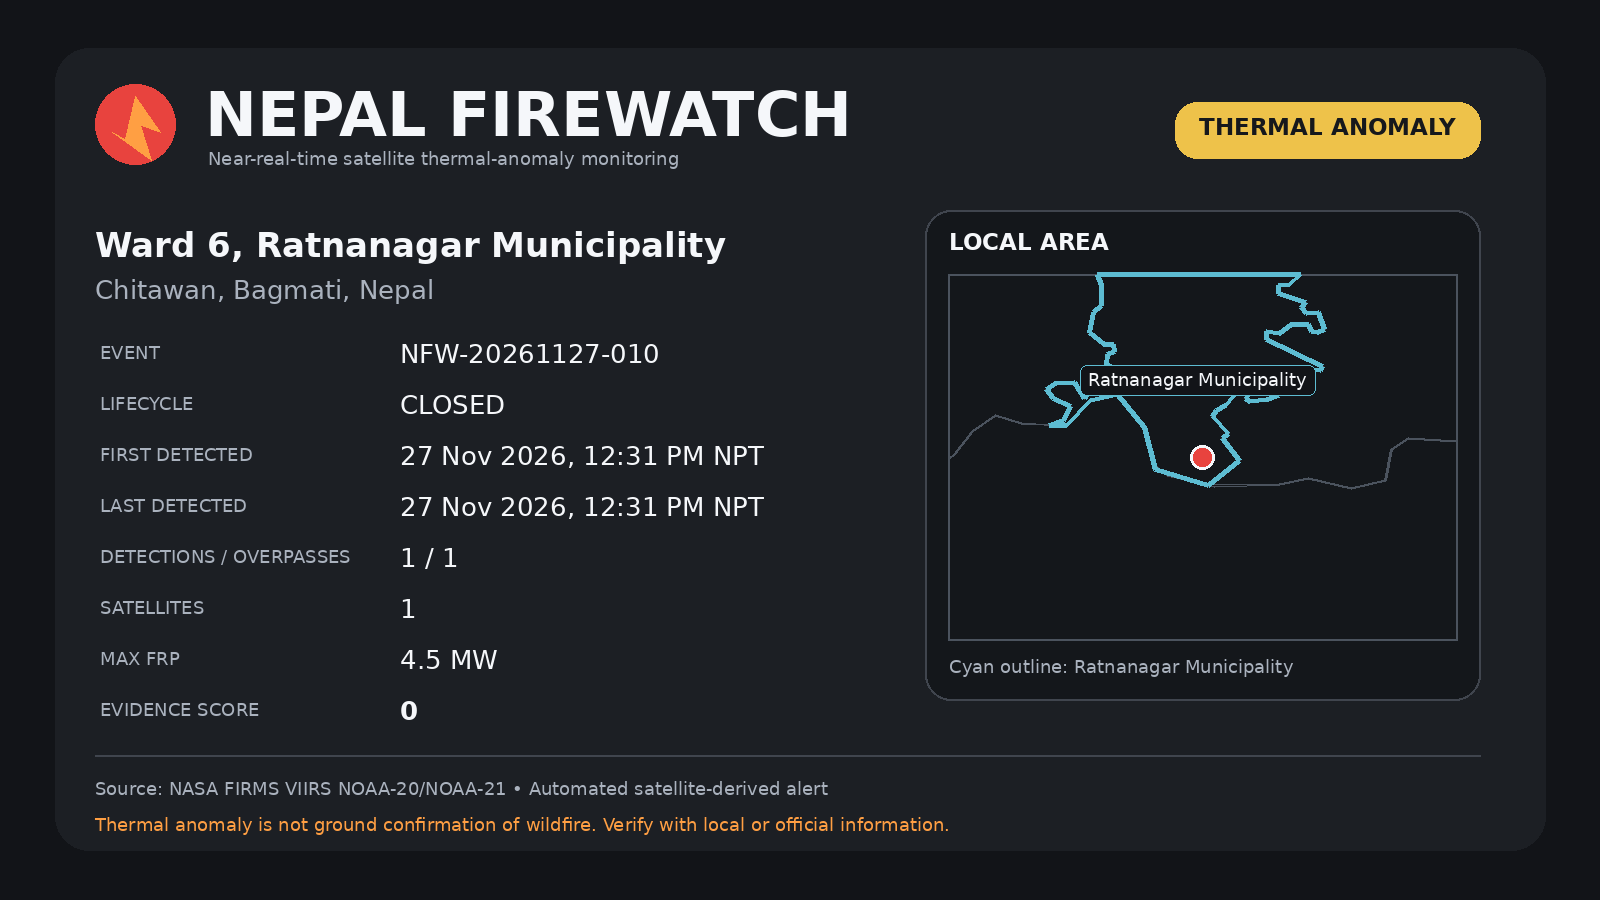 NEPAL FIREWATCH
Near-real-time satellite thermal-anomaly monitoring
THERMAL ANOMALY
Ward 6, Ratnanagar Municipality
Chitawan, Bagmati, Nepal
EVENT NFW-20261127-010
LIFECYCLE CLOSED
FIRST DETECTED 27 Nov 2026, 12:31 PM NPT
LAST DETECTED 27 Nov 2026, 12:31 PM NPT
DETECTIONS / OVERPASSES 1 / 1
SATELLITES 1
MAX FRP 4.5 MW
EVIDENCE SCORE 0
LOCAL AREA
Ratnanagar Municipality
Cyan outline: Ratnanagar Municipality
Source: NASA FIRMS VIIRS NOAA-20/NOAA-21 • Automated satellite-derived alert
Thermal anomaly is not ground confirmation of wildfire. Verify with local or official information.